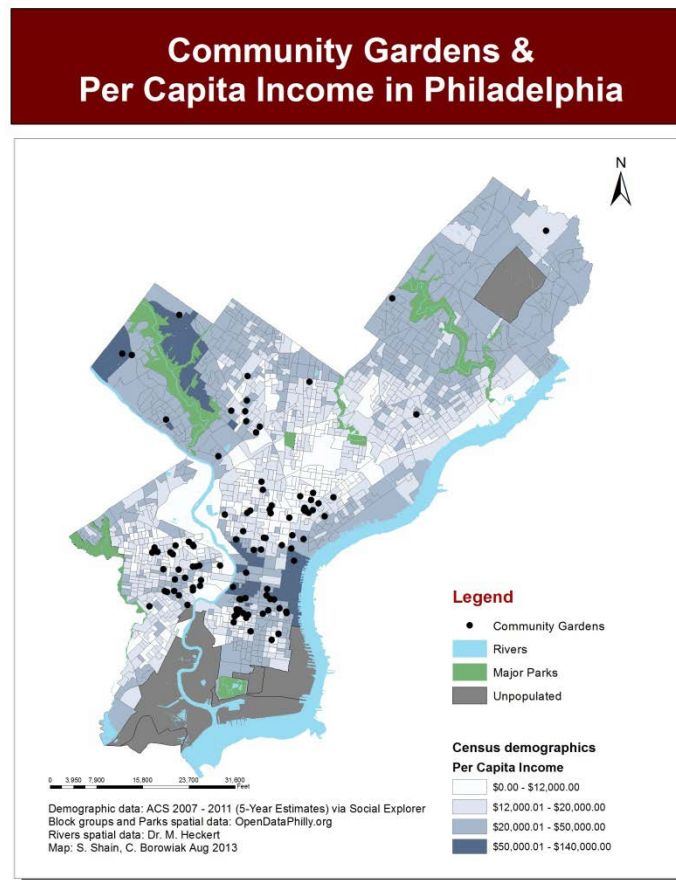 Community Gardens &
Per Capita Income in Philadelphia
N
Legend
Community Gardens
Rivers
Major Parks
Unpopulated
Census demographics
Per Capita Income
$0.00 - $12,000.00
$12,000.01 - $20,000.00
$20,000.01 - $50,000.00
$50,000.01 - $140,000.00
0 3,950 7,900 15,800 23,700 31,600
Feet
Demographic data: ACS 2007 - 2011 (5-Year Estimates) via Social Explorer
Block groups and Parks spatial data: OpenDataPhilly.org
Rivers spatial data: Dr. M. Heckert
Map: S. Shain, C. Borowiak Aug 2013